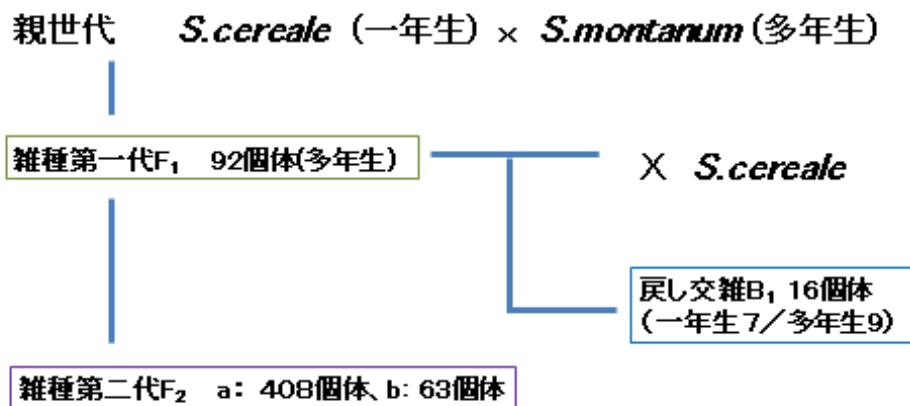 親世代 S.cereale (一年生) × S.montanum (多年生)
雑種第一代F₁ 92個体(多年生)
X S.cereale
戻し交雑B₁ 16個体
(一年生7/多年生9)
雑種第二代F₂ a: 408個体、b: 63個体